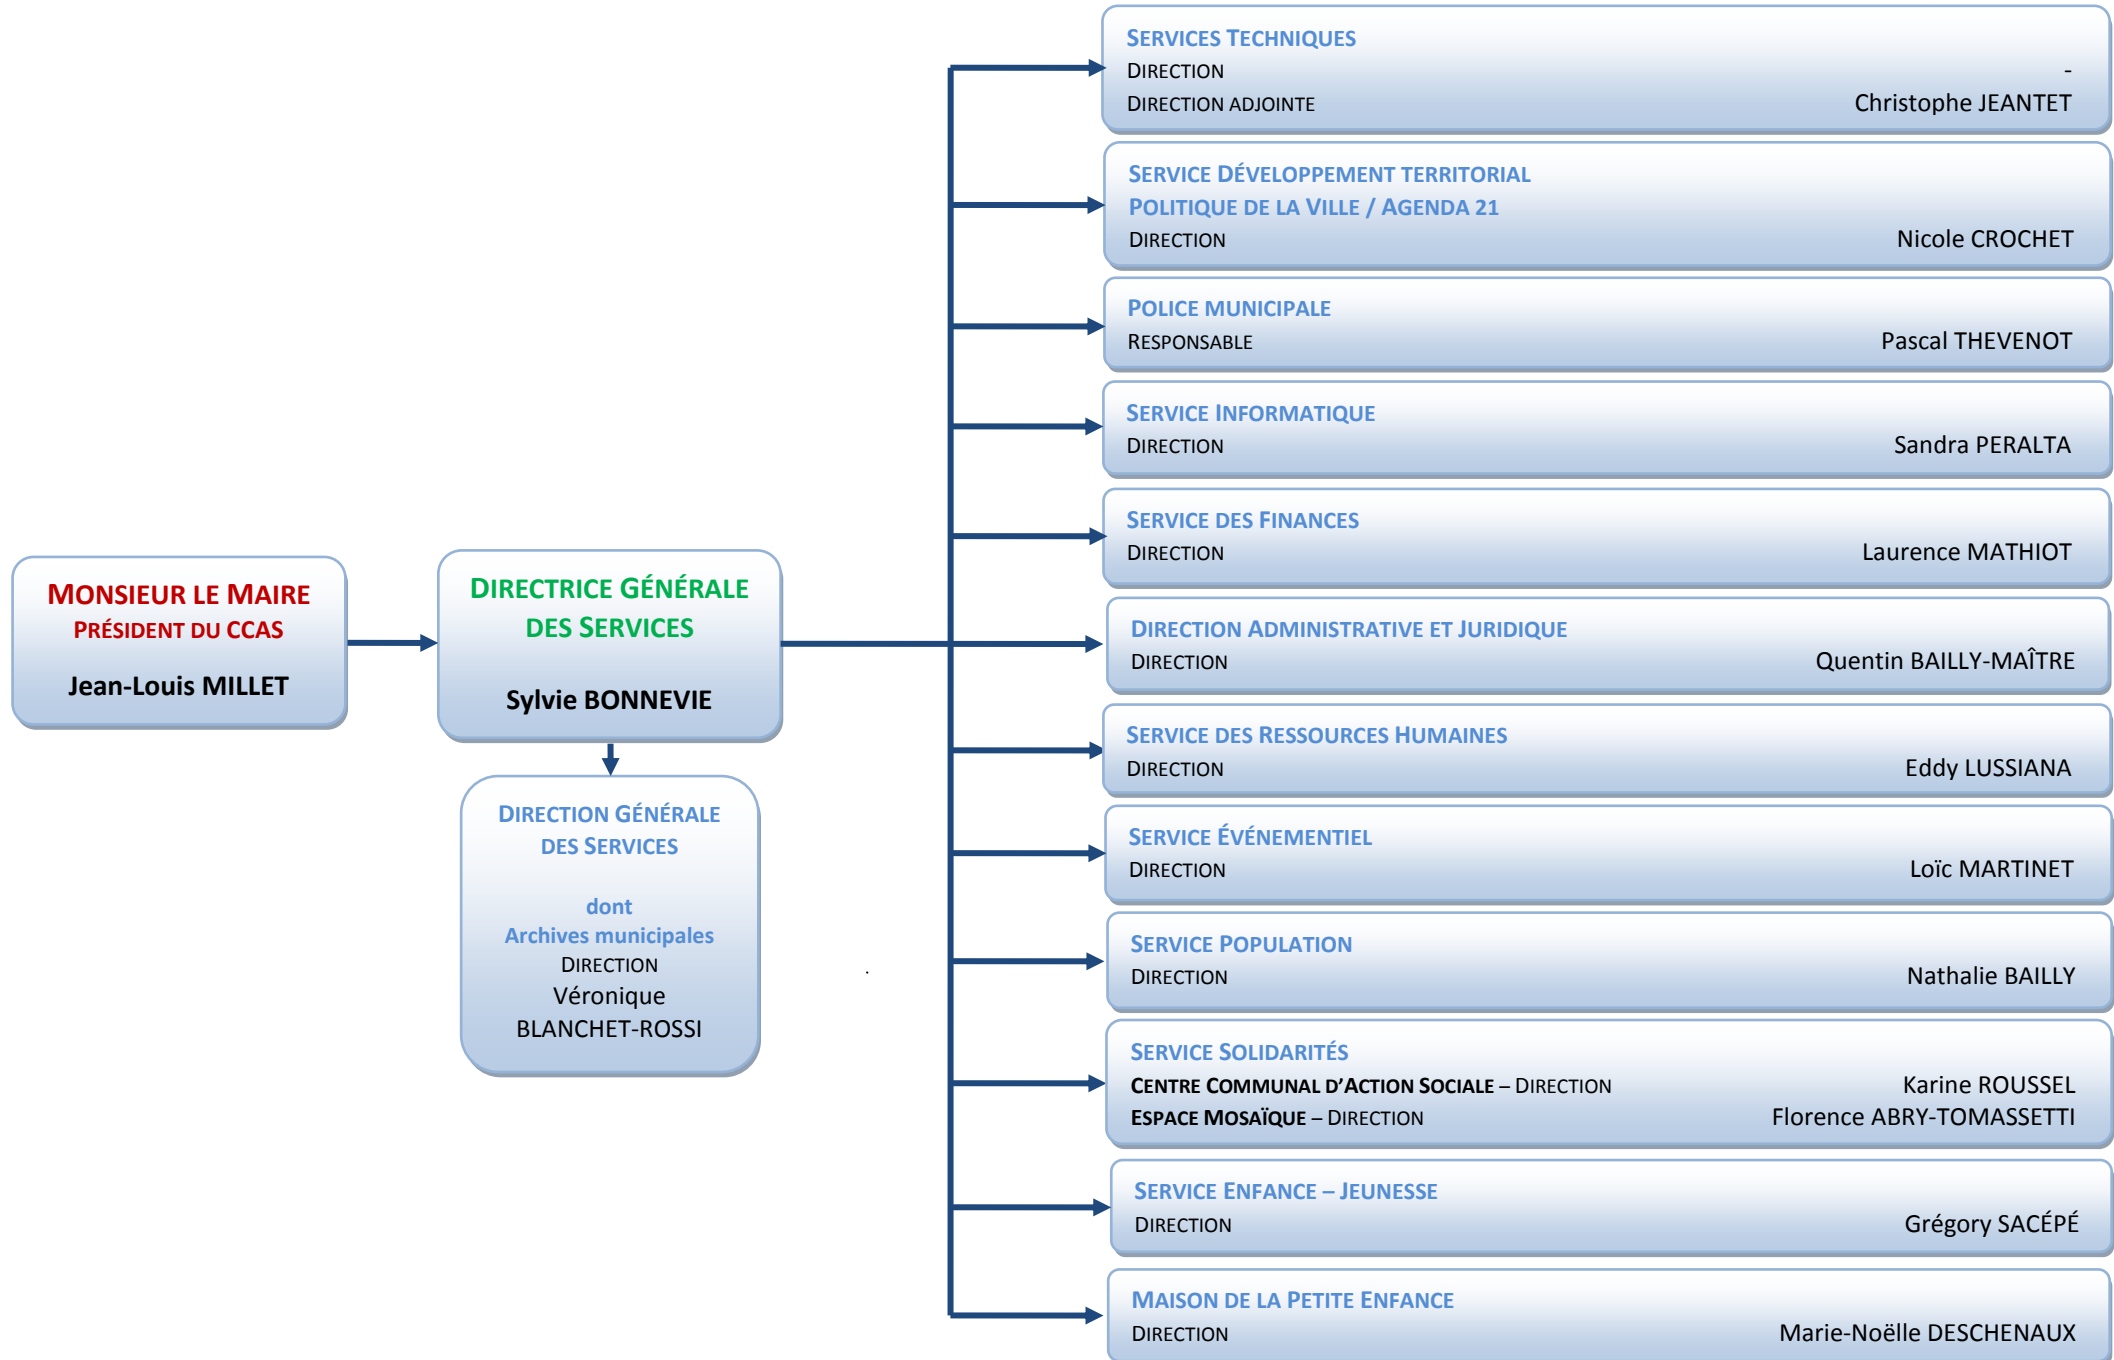 MONSIEUR LE MAIRE
PRÉSIDENT DU CCAS
Jean-Louis MILLET
DIRECTRICE GÉNÉRALE
DES SERVICES
Sylvie BONNEVIE
DIRECTION GÉNÉRALE
DES SERVICES
dont
Archives municipales
DIRECTION
Véronique
BLANCHET-ROSSI
.
SERVICES TECHNIQUES
DIRECTION -
DIRECTION ADJOINTE Christophe JEANTET
SERVICE DÉVELOPPEMENT TERRITORIAL
POLITIQUE DE LA VILLE / AGENDA 21
DIRECTION Nicole CROCHET
POLICE MUNICIPALE
RESPONSABLE Pascal THEVENOT
SERVICE INFORMATIQUE
DIRECTION Sandra PERALTA
SERVICE DES FINANCES
DIRECTION Laurence MATHIOT
DIRECTION ADMINISTRATIVE ET JURIDIQUE
DIRECTION Quentin BAILLY-MAÎTRE
SERVICE DES RESSOURCES HUMAINES
DIRECTION Eddy LUSSIANA
SERVICE ÉVÉNEMENTIEL
DIRECTION Loïc MARTINET
SERVICE POPULATION
DIRECTION Nathalie BAILLY
SERVICE SOLIDARITÉS
CENTRE COMMUNAL D'ACTION SOCIALE – DIRECTION Karine ROUSSEL
ESPACE MOSAÏQUE – DIRECTION Florence ABRY-TOMASSETTI
SERVICE ENFANCE – JEUNESSE
DIRECTION Grégory SACÉPÉ
MAISON DE LA PETITE ENFANCE
DIRECTION Marie-Noëlle DESCHENAUX